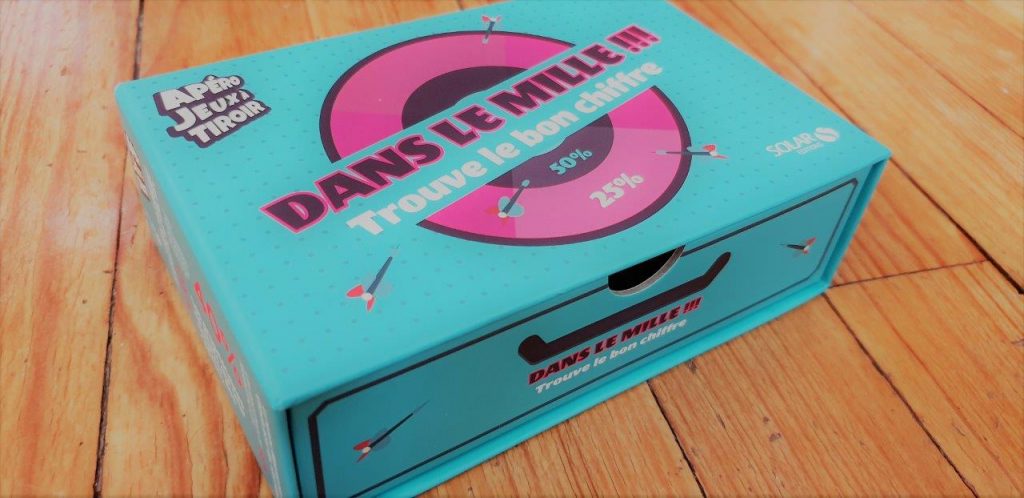 APÉRO
JEUX À
TIROIR
DANS LE MILLE !!!
Trouve le bon chiffre
50%
25%
SOLAR
ÉDITIONS
DANS LE MILLE !!!
Trouve le bon chiffre